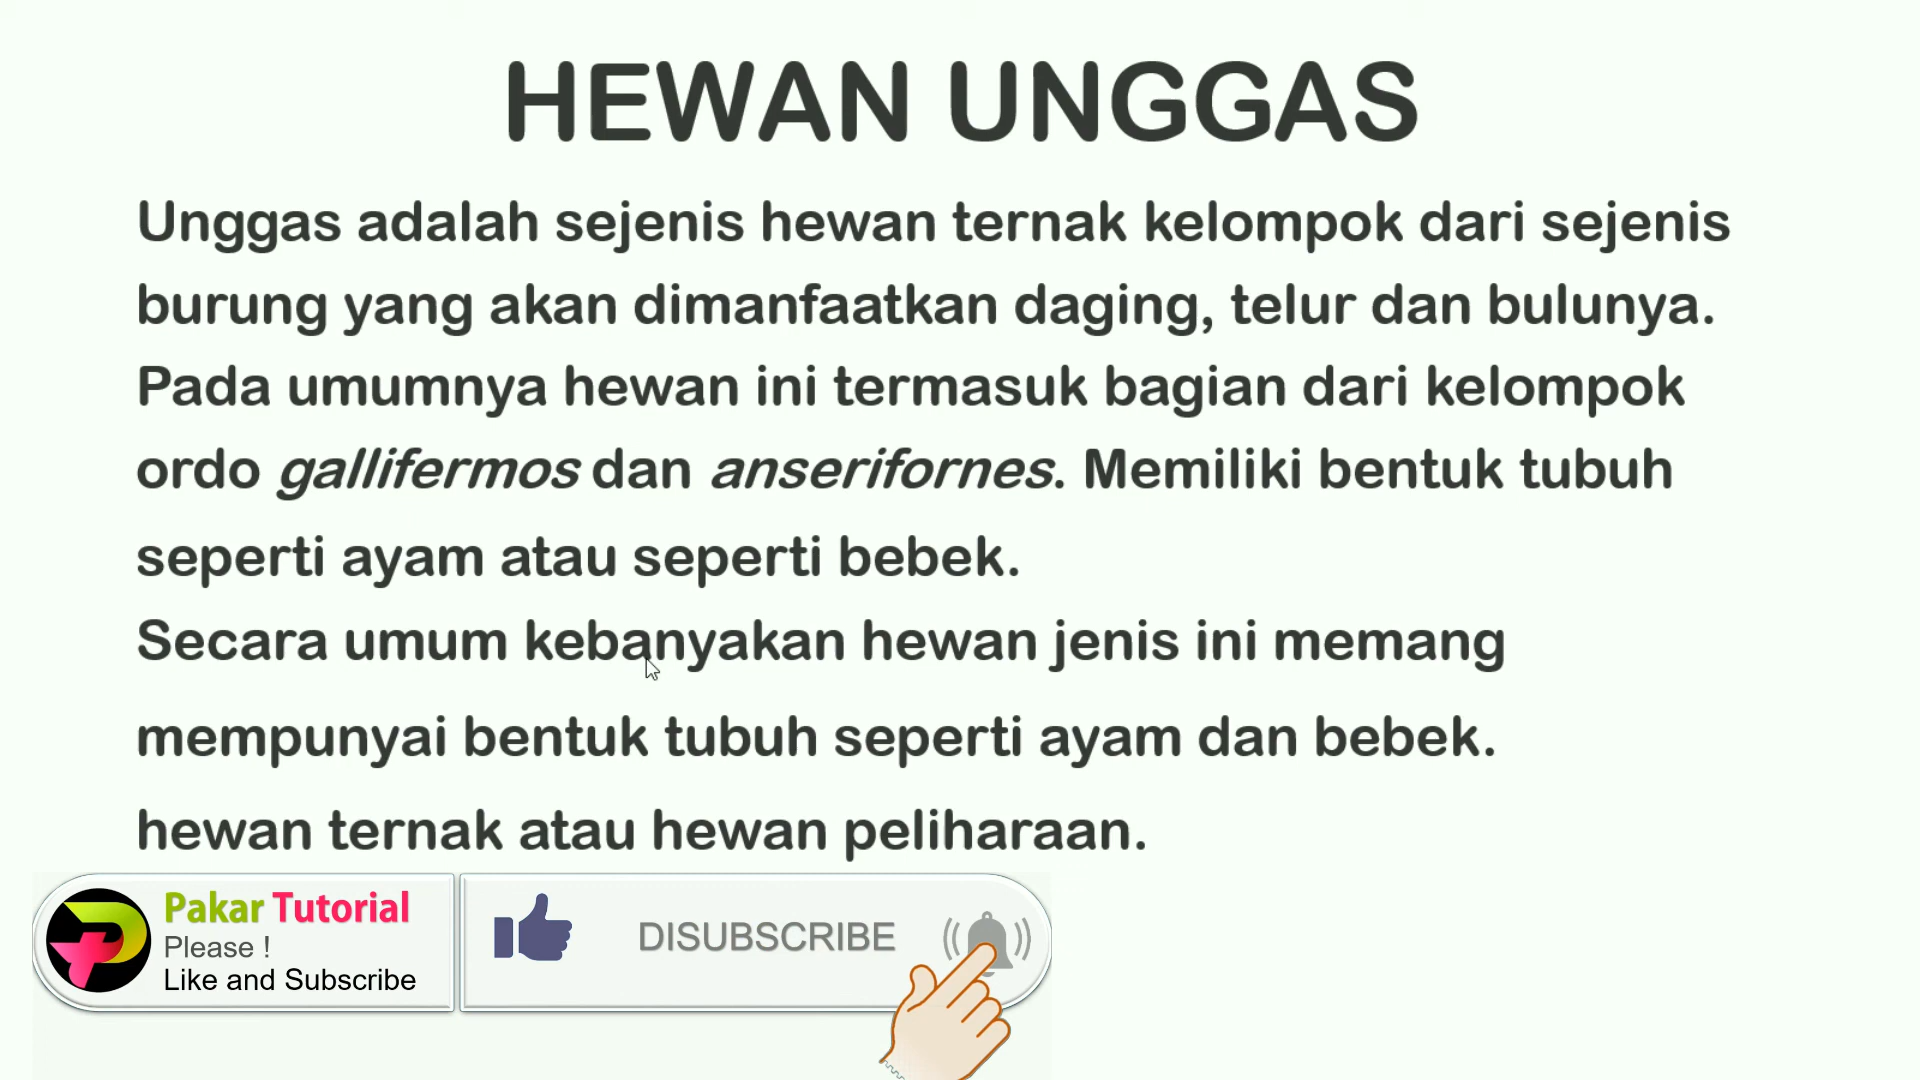 HEWAN UNGGAS
Unggas adalah sejenis hewan ternak kelompok dari sejenis
burung yang akan dimanfaatkan daging, telur dan bulunya.
Pada umumnya hewan ini termasuk bagian dari kelompok
ordo gallifermos dan anserifornes. Memiliki bentuk tubuh
seperti ayam atau seperti bebek.
Secara umum kebanyakan hewan jenis ini memang
mempunyai bentuk tubuh seperti ayam dan bebek.
hewan ternak atau hewan peliharaan.
Pakar Tutorial
Please !
Like and Subscribe
DISUBSCRIBE